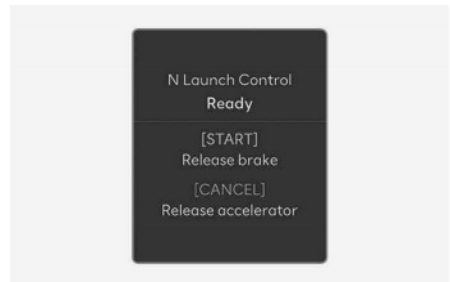 N Launch Control
Ready
[START]
Release brake
[CANCEL]
Release accelerator